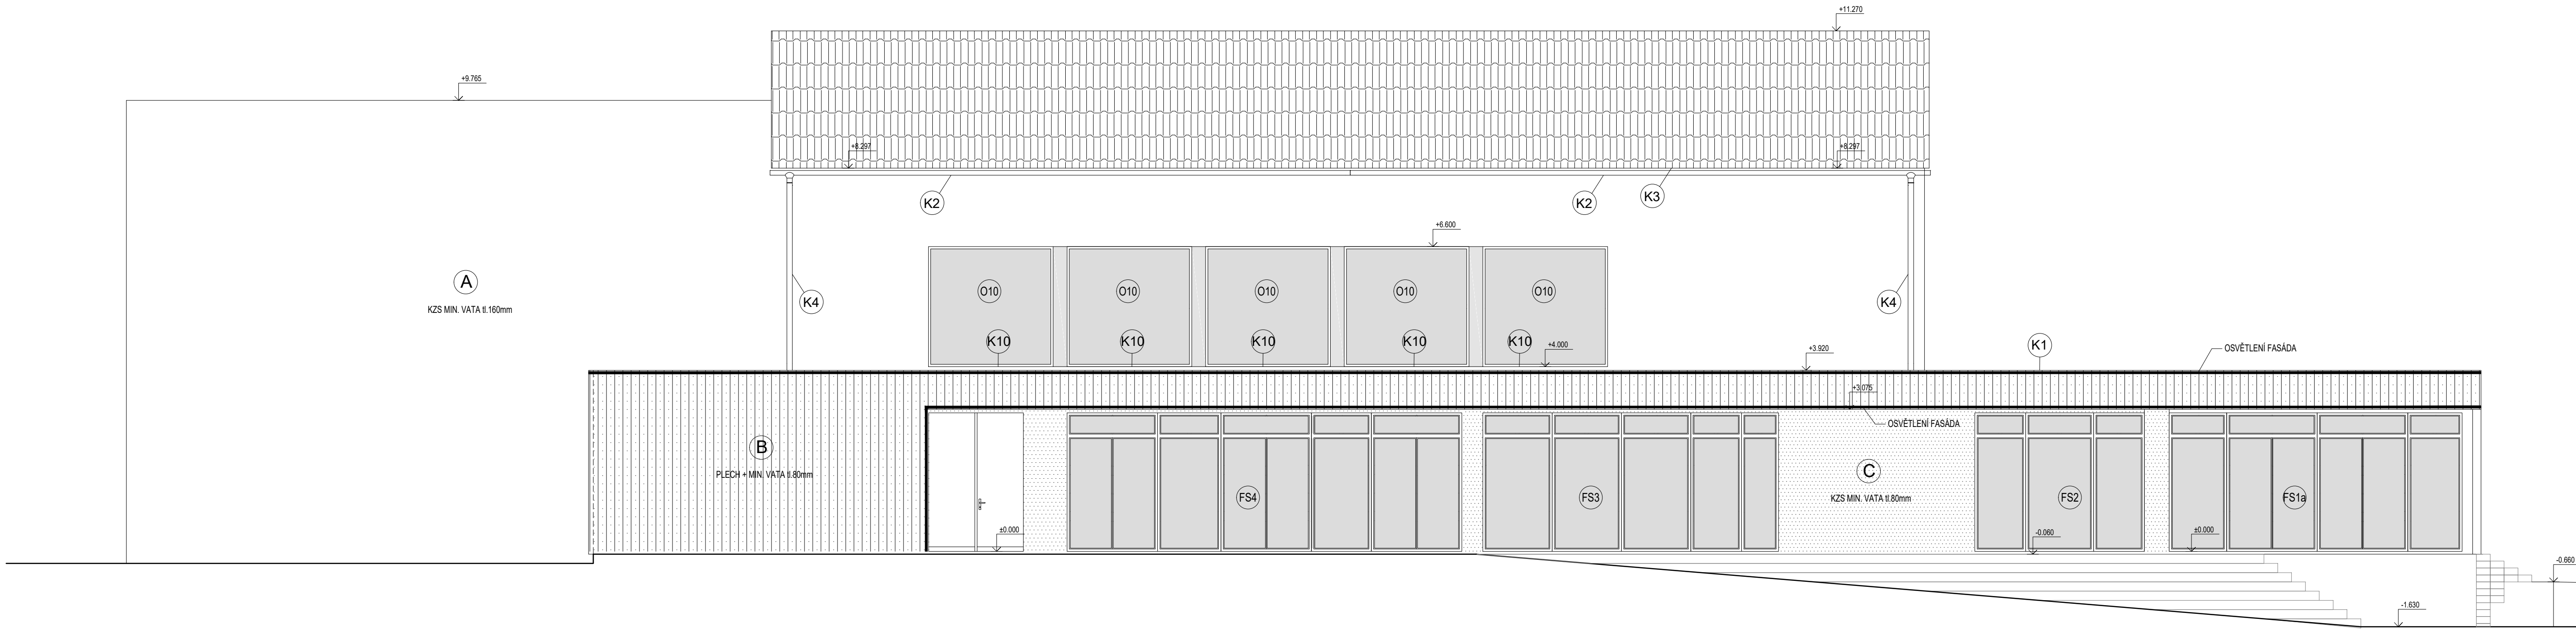 +11.270
+9.765
+8.297
+8.297
K2
K2
K3
+6.600
A
KZS MIN. VATA tl.160mm
O10
O10
O10
O10
O10
K4
K4
K10
K10
K10
K10
K10
+4.000
+3.920
K1
OSVĚTLENÍ FASÁDA
+3.075
OSVĚTLENÍ FASÁDA
B
PLECH + MIN. VATA tl.80mm
C
KZS MIN. VATA tl.80mm
FS4
FS3
FS2
FS1a
±0.000
-0.060
±0.000
-0.660
-1.630